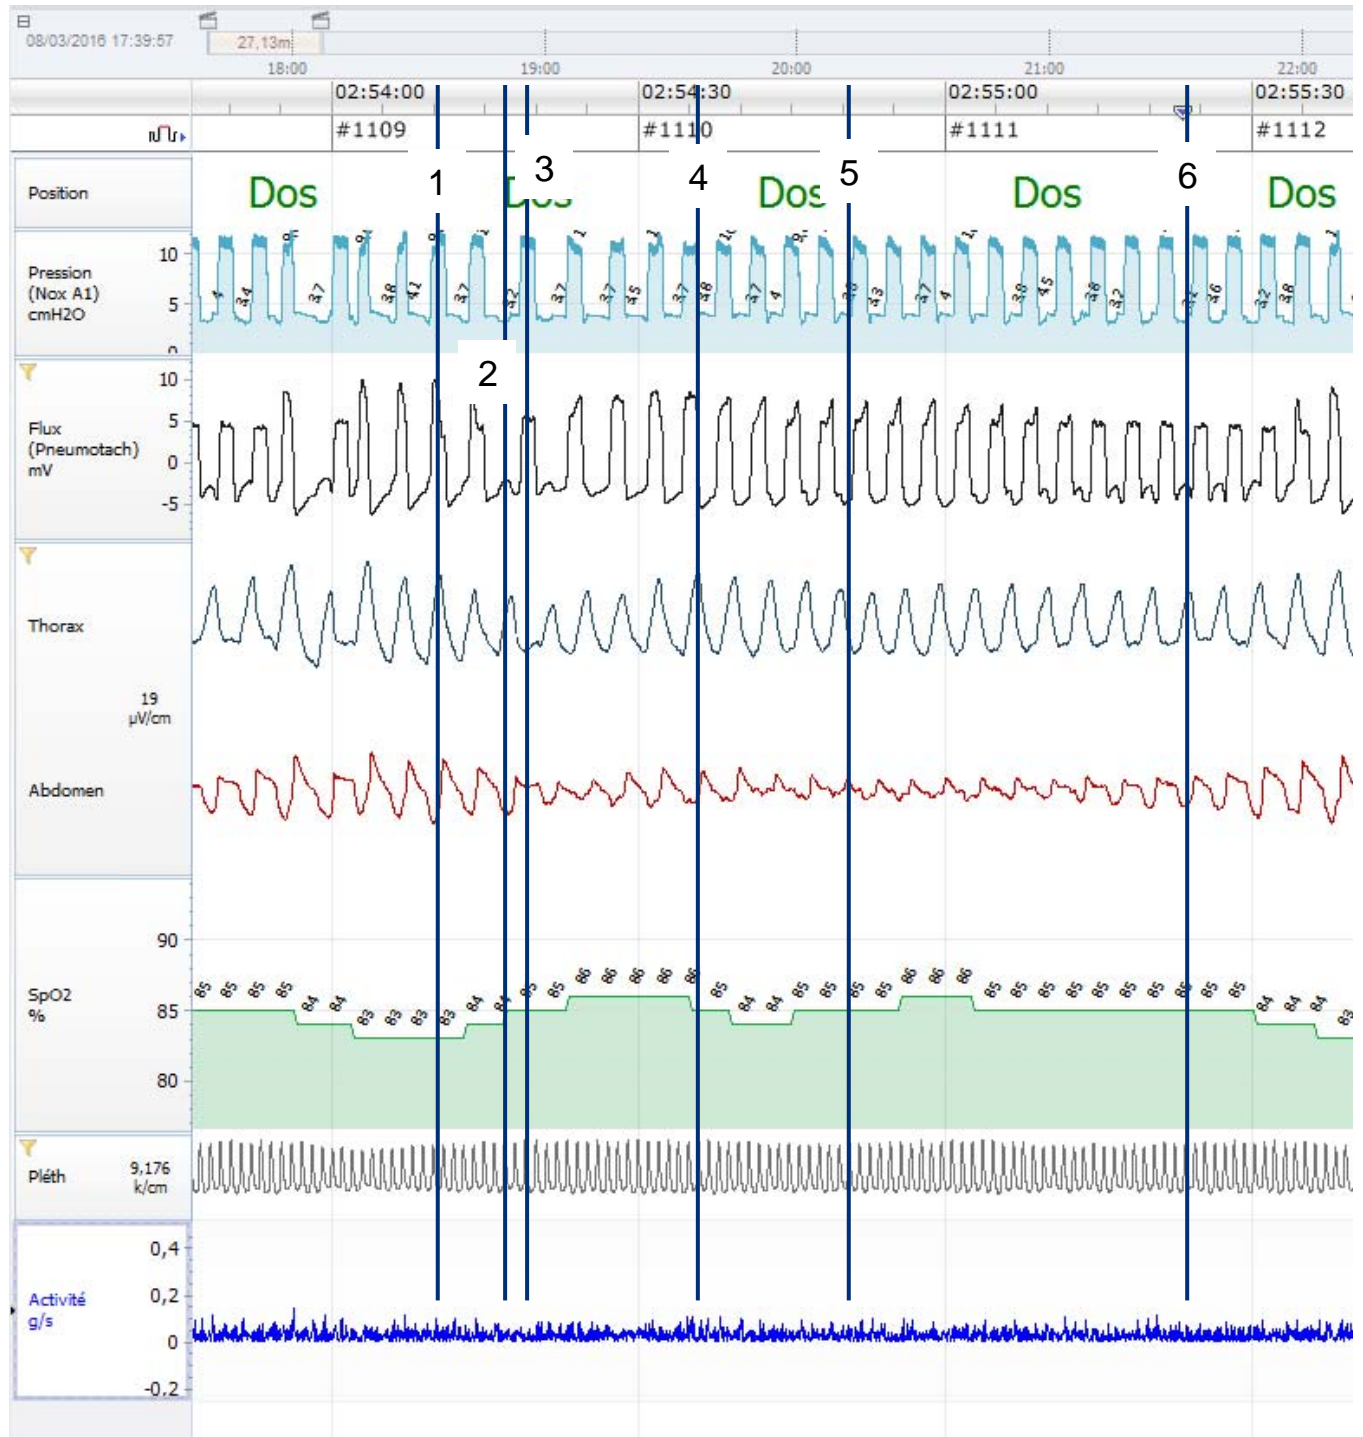 08/03/2016 17:39:57
27,13m
18:00 19:00 20:00 21:00 22:00
02:54:00 02:54:30 02:55:00 02:55:30
#1109 #1110 #1111 #1112
1 2 3 4 5 6
Position
Dos Dos Dos Dos Dos
Pression
(Nox A1)
cmH2O
10
5
0
Flux
(Pneumotach)
mV
10
5
0
-5
Thorax
19
µV/cm
Abdomen
SpO2
%
90
85
80
85 85 85 85 84 84 83 83 83 83 84 84 85 85 86 86 86 86 86 85 84 84 85 85 85 85 86 86 86 85 85 85 85 85 85 85 85 85 84 84 84 83
Pléth
9,176
k/cm
Activité
g/s
0,4
0,2
0
-0,2